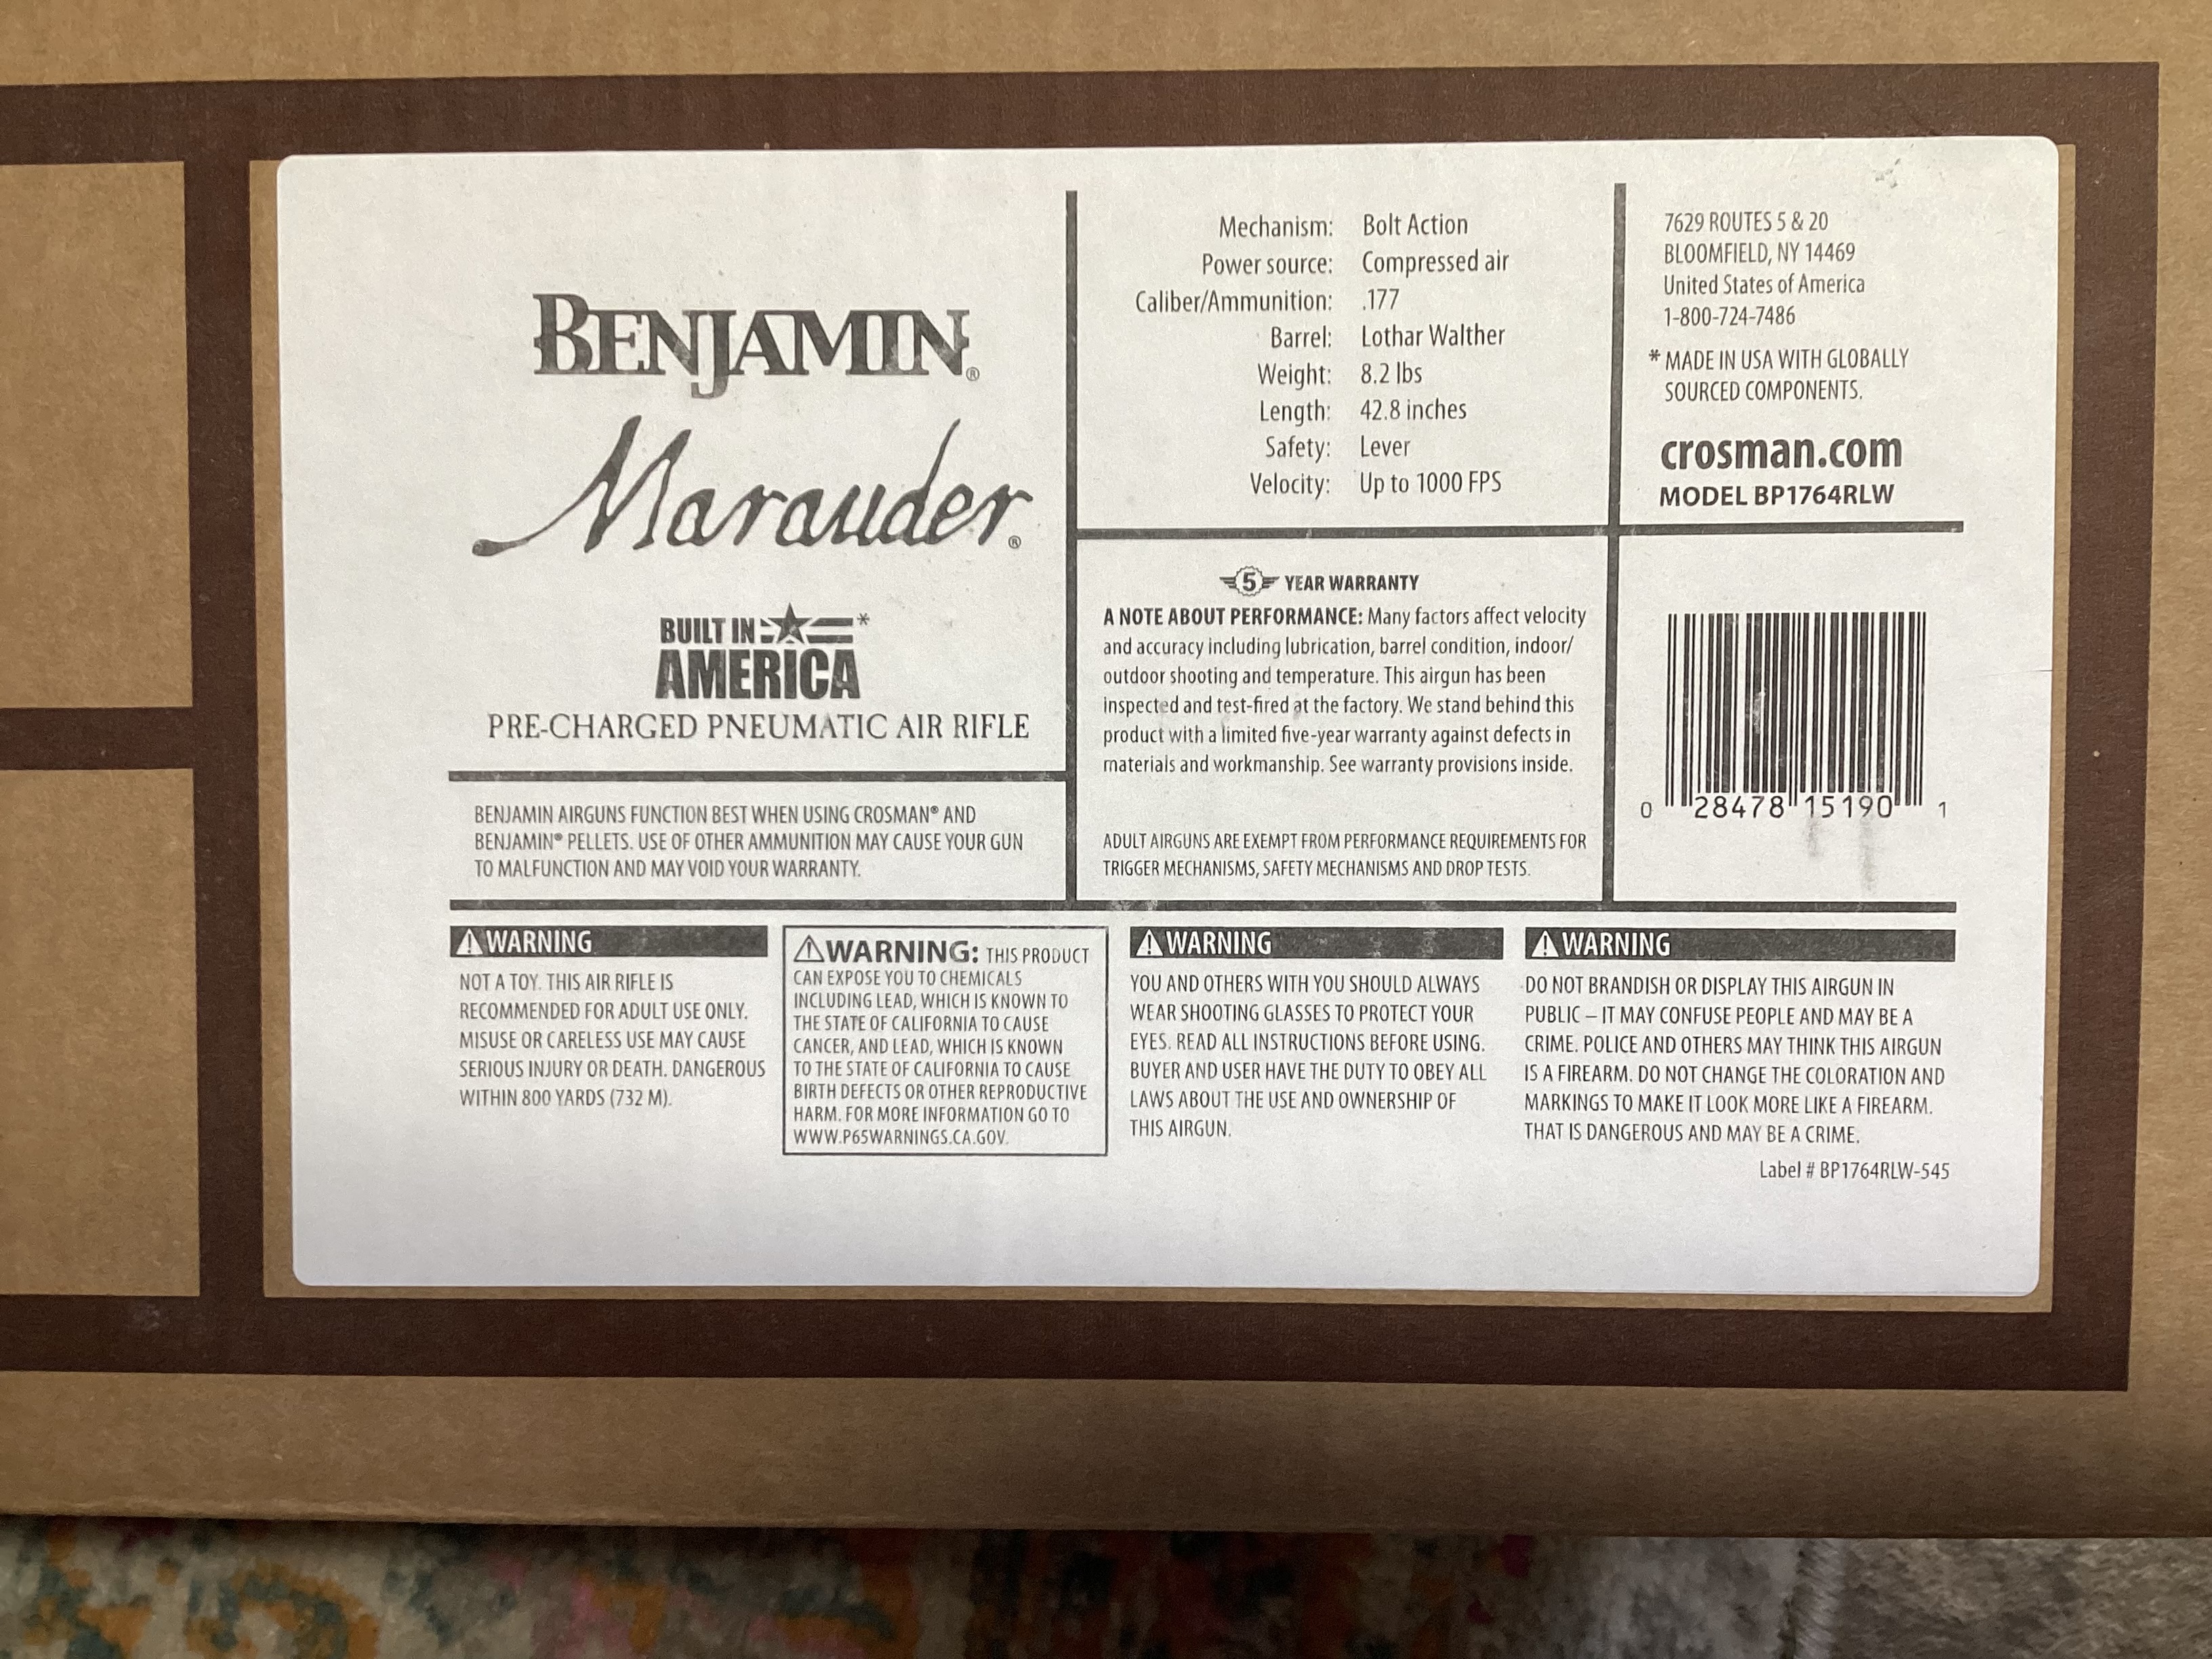 BENJAMIN®
Marauder®
BUILT IN *
AMERICA
PRE-CHARGED PNEUMATIC AIR RIFLE
BENJAMIN AIRGUNS FUNCTION BEST WHEN USING CROSMAN® AND
BENJAMIN® PELLETS. USE OF OTHER AMMUNITION MAY CAUSE YOUR GUN
TO MALFUNCTION AND MAY VOID YOUR WARRANTY.
Mechanism: Bolt Action
Power source: Compressed air
Caliber/Ammunition: .177
Barrel: Lothar Walther
Weight: 8.2 lbs
Length: 42.8 inches
Safety: Lever
Velocity: Up to 1000 FPS
5 YEAR WARRANTY
A NOTE ABOUT PERFORMANCE: Many factors affect velocity
and accuracy including lubrication, barrel condition, indoor/
outdoor shooting and temperature. This airgun has been
inspected and test-fired at the factory. We stand behind this
product with a limited five-year warranty against defects in
materials and workmanship. See warranty provisions inside.
ADULT AIRGUNS ARE EXEMPT FROM PERFORMANCE REQUIREMENTS FOR
TRIGGER MECHANISMS, SAFETY MECHANISMS AND DROP TESTS.
7629 ROUTES 5 & 20
BLOOMFIELD, NY 14469
United States of America
1-800-724-7486
* MADE IN USA WITH GLOBALLY
SOURCED COMPONENTS.
crosman.com
MODEL BP1764RLW
0 28478 15190 1
WARNING
NOT A TOY. THIS AIR RIFLE IS
RECOMMENDED FOR ADULT USE ONLY.
MISUSE OR CARELESS USE MAY CAUSE
SERIOUS INJURY OR DEATH. DANGEROUS
WITHIN 800 YARDS (732 M).
WARNING: THIS PRODUCT
CAN EXPOSE YOU TO CHEMICALS
INCLUDING LEAD, WHICH IS KNOWN TO
THE STATE OF CALIFORNIA TO CAUSE
CANCER, AND LEAD, WHICH IS KNOWN
TO THE STATE OF CALIFORNIA TO CAUSE
BIRTH DEFECTS OR OTHER REPRODUCTIVE
HARM. FOR MORE INFORMATION GO TO
WWW.P65WARNINGS.CA.GOV.
WARNING
YOU AND OTHERS WITH YOU SHOULD ALWAYS
WEAR SHOOTING GLASSES TO PROTECT YOUR
EYES. READ ALL INSTRUCTIONS BEFORE USING.
BUYER AND USER HAVE THE DUTY TO OBEY ALL
LAWS ABOUT THE USE AND OWNERSHIP OF
THIS AIRGUN.
WARNING
DO NOT BRANDISH OR DISPLAY THIS AIRGUN IN
PUBLIC – IT MAY CONFUSE PEOPLE AND MAY BE A
CRIME. POLICE AND OTHERS MAY THINK THIS AIRGUN
IS A FIREARM. DO NOT CHANGE THE COLORATION AND
MARKINGS TO MAKE IT LOOK MORE LIKE A FIREARM.
THAT IS DANGEROUS AND MAY BE A CRIME.
Label # BP1764RLW-545